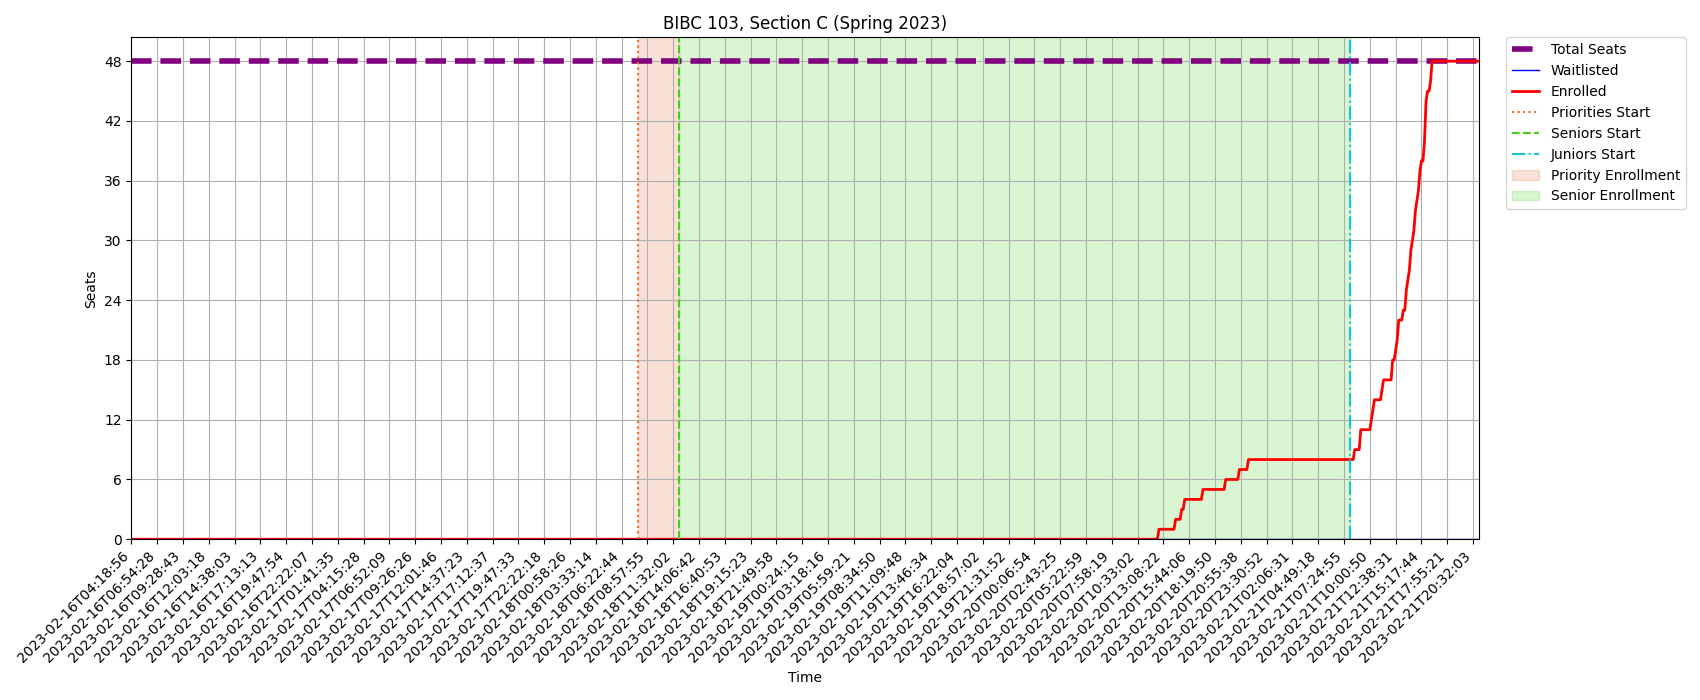 BIBC 103, Section C (Spring 2023)
48
42
36
30
24
18
12
6
0
Seats
2023-02-16T04:18:56
2023-02-16T06:54:28
2023-02-16T09:28:43
2023-02-16T12:03:18
2023-02-16T14:38:03
2023-02-16T17:13:13
2023-02-16T19:47:54
2023-02-16T22:22:07
2023-02-17T01:41:35
2023-02-17T04:15:28
2023-02-17T06:52:09
2023-02-17T09:26:26
2023-02-17T12:01:46
2023-02-17T14:37:23
2023-02-17T17:12:37
2023-02-17T19:47:33
2023-02-17T22:22:18
2023-02-18T00:58:26
2023-02-18T03:33:14
2023-02-18T06:22:44
2023-02-18T08:57:55
2023-02-18T11:32:02
2023-02-18T14:06:42
2023-02-18T16:40:53
2023-02-18T19:15:23
2023-02-18T21:49:58
2023-02-19T00:24:15
2023-02-19T03:18:16
2023-02-19T05:59:21
2023-02-19T08:34:50
2023-02-19T11:09:48
2023-02-19T13:46:34
2023-02-19T16:22:04
2023-02-19T18:57:02
2023-02-19T21:31:52
2023-02-20T00:06:54
2023-02-20T02:43:25
2023-02-20T05:22:59
2023-02-20T07:58:19
2023-02-20T10:33:02
2023-02-20T13:08:22
2023-02-20T15:44:06
2023-02-20T18:19:50
2023-02-20T20:55:38
2023-02-20T23:30:52
2023-02-21T02:06:31
2023-02-21T04:49:18
2023-02-21T07:24:55
2023-02-21T10:00:50
2023-02-21T12:38:31
2023-02-21T15:17:44
2023-02-21T17:55:21
2023-02-21T20:32:03
Time
Total Seats
Waitlisted
Enrolled
Priorities Start
Seniors Start
Juniors Start
Priority Enrollment
Senior Enrollment